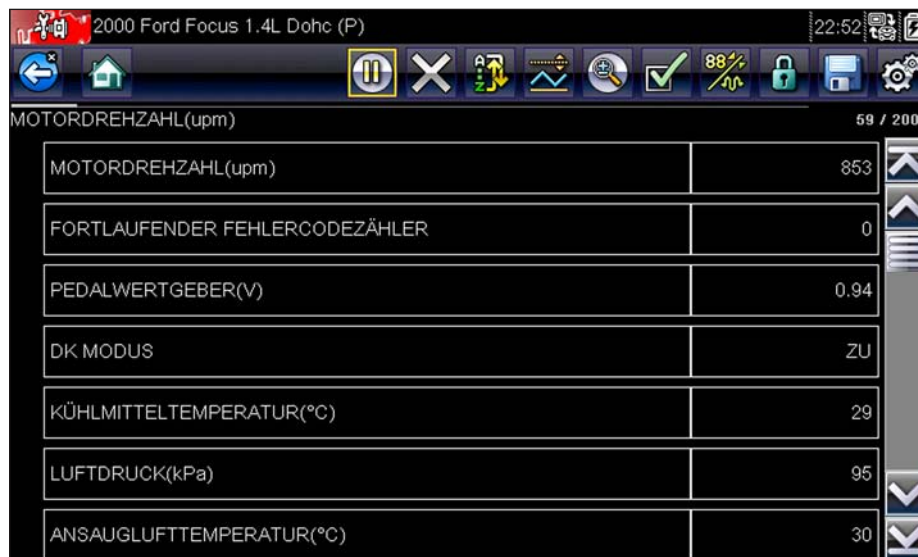 2000 Ford Focus 1.4L Dohc (P)
22:52
MOTORDREHZAHL(upm)
59 / 200
MOTORDREHZAHL(upm)
853
FORTLAUFENDER FEHLERCODEZÄHLER
0
PEDALWERTGEBER(V)
0.94
DK MODUS
ZU
KÜHLMITTELTEMPERATUR(°C)
29
LUFTDRUCK(kPa)
95
ANSAUGLUFTTEMPERATUR(°C)
30